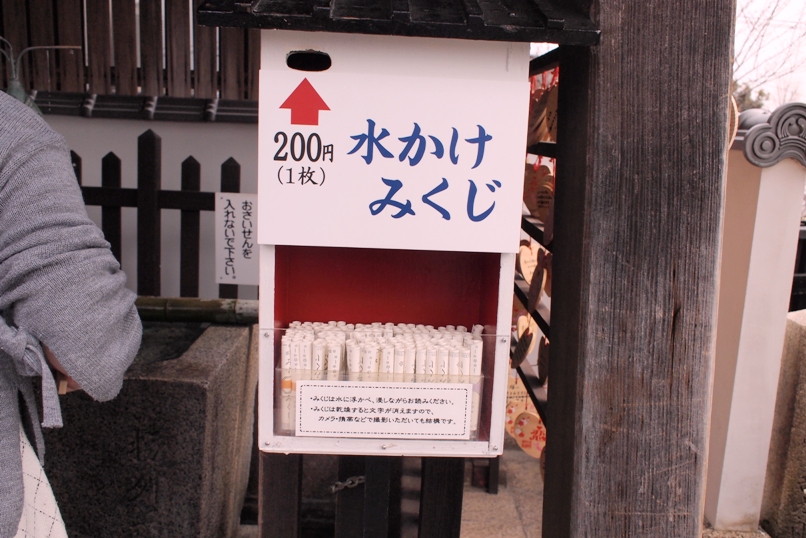 200円
(1枚)
水かけ
みくじ
おさいせんを
入れないで下さい。
・みくじは水に浮かべ、浸しながらお読みください。
・みくじは乾燥すると文字が消えますので、
カメラ・携帯などで撮影いただいても結構です。